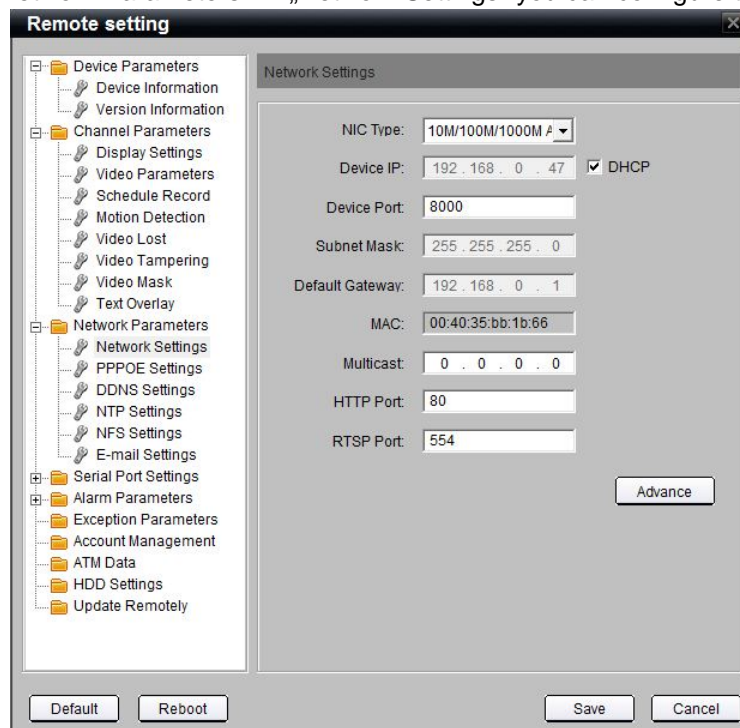 Remote setting
Device Parameters
Device Information
Version Information
Channel Parameters
Display Settings
Video Parameters
Schedule Record
Motion Detection
Video Lost
Video Tampering
Video Mask
Text Overlay
Network Parameters
Network Settings
PPPOE Settings
DDNS Settings
NTP Settings
NFS Settings
E-mail Settings
Serial Port Settings
Alarm Parameters
Exception Parameters
Account Management
ATM Data
HDD Settings
Update Remotely
Network Settings
NIC Type: 10M/100M/1000M A
Device IP: 192 . 168 . 0 . 47 DHCP
Device Port: 8000
Subnet Mask: 255 . 255 . 255 . 0
Default Gateway: 192 . 168 . 0 . 1
MAC: 00:40:35:bb:1b:66
Multicast: 0 . 0 . 0 . 0
HTTP Port: 80
RTSP Port: 554
Advance
Default Reboot Save Cancel